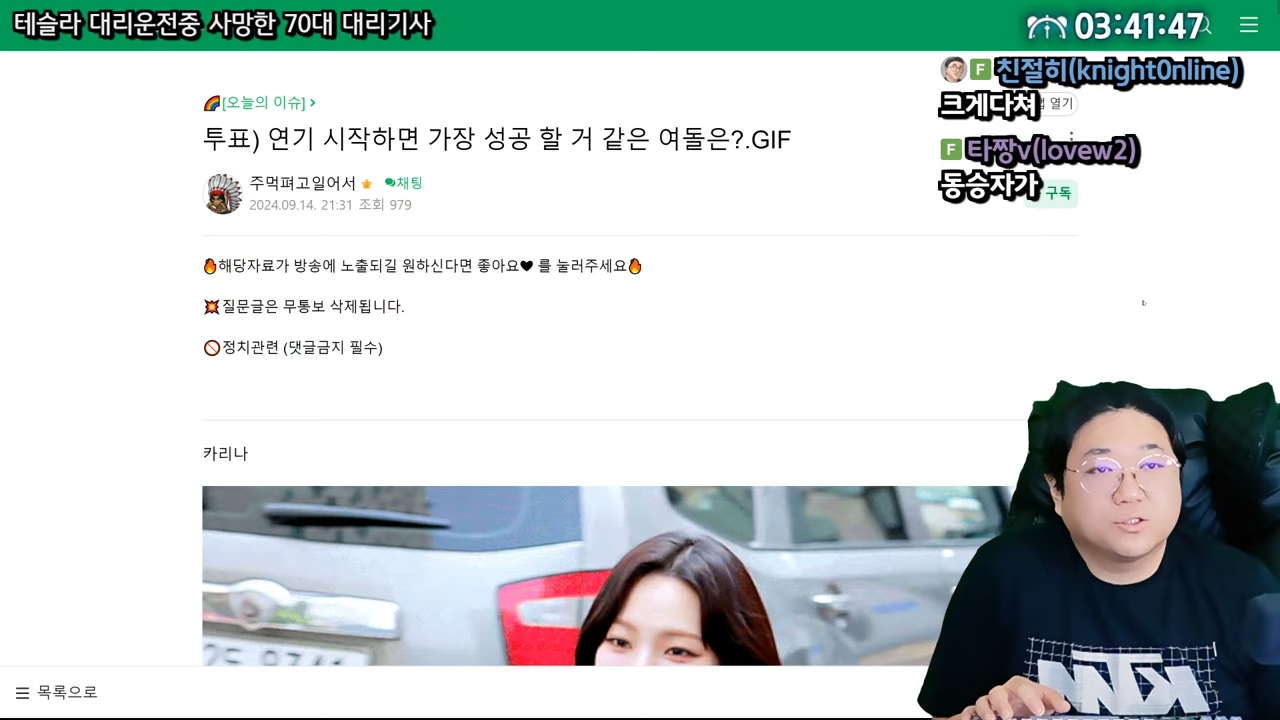 테슬라 대리운전중 사망한 70대 대리기사
03:41:47
F 친절히(knight0nline)
크게다쳐
앱 열기
F 타짱v(lovew2)
동승자가
구독
[오늘의 이슈] >
투표) 연기 시작하면 가장 성공 할 거 같은 여돌은?.GIF
주먹펴고일어서 채팅
2024.09.14. 21:31 조회 979
🔥해당자료가 방송에 노출되길 원하신다면 좋아요🖤 를 눌러주세요🔥
💥질문글은 무통보 삭제됩니다.
🚫정치관련 (댓글금지 필수)
카리나
목록으로